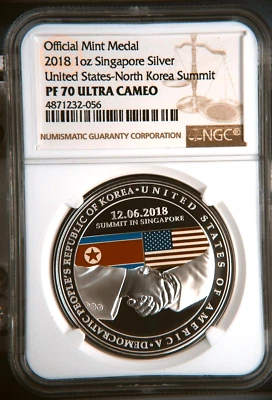 Official Mint Medal
2018 1oz Singapore Silver
United States-North Korea Summit
PF 70 ULTRA CAMEO
4871232-056
NUMISMATIC GUARANTY CORPORATION
NGC
DEMOCRATIC PEOPLE'S REPUBLIC OF KOREA • UNITED STATES OF AMERICA •
12.06.2018
SUMMIT IN SINGAPORE